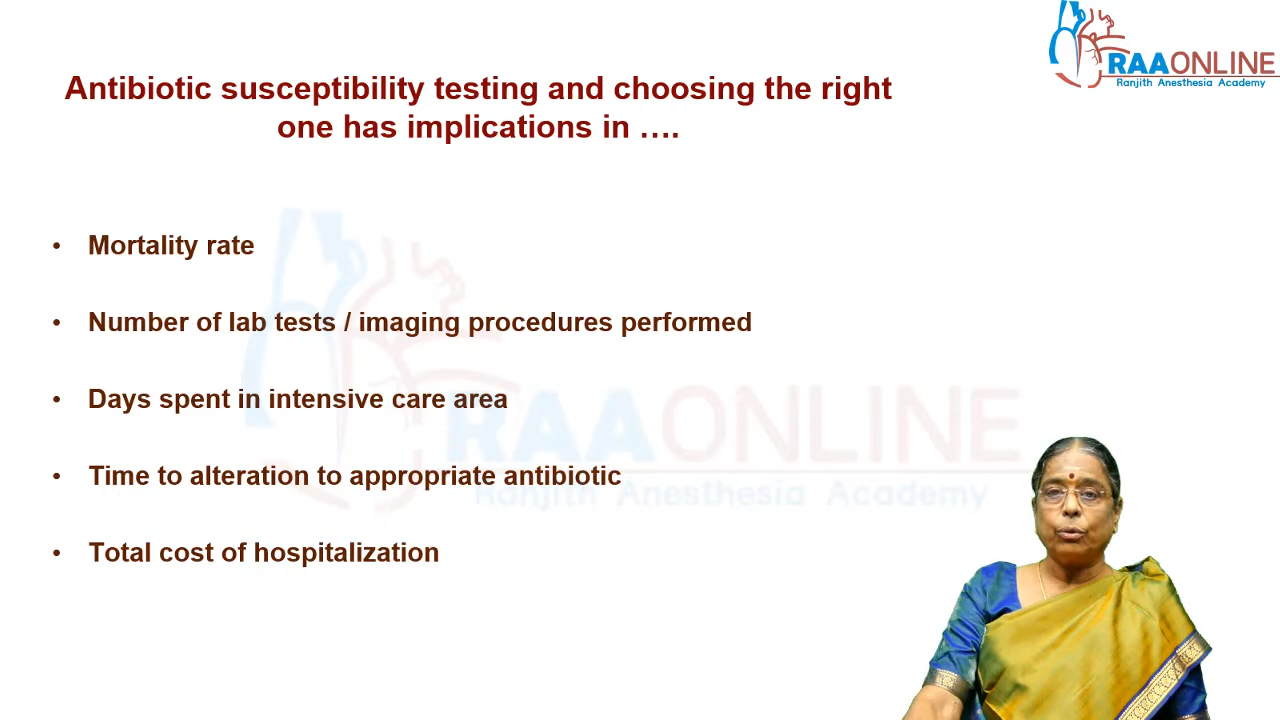 RAAONLINE
Ranjith Anesthesia Academy
Antibiotic susceptibility testing and choosing the right
one has implications in ….
• Mortality rate
• Number of lab tests / imaging procedures performed
• Days spent in intensive care area
• Time to alteration to appropriate antibiotic
• Total cost of hospitalization
RAAONLINE
Ranjith Anesthesia Academy